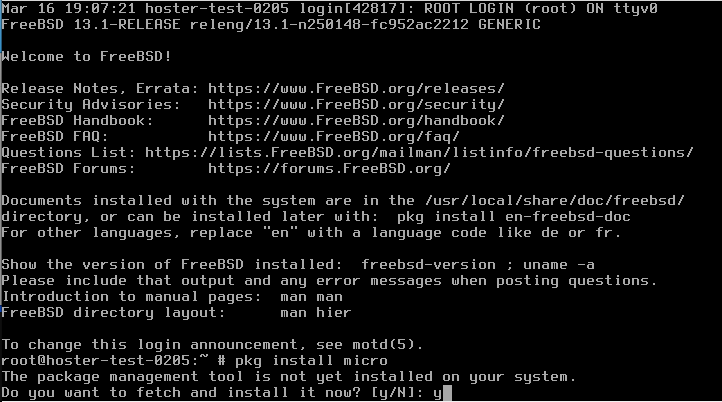 Mar 16 19:07:21 hoster-test-0205 login[42817]: ROOT LOGIN (root) ON ttyv0
FreeBSD 13.1-RELEASE releng/13.1-n250148-fc952ac2212 GENERIC
Welcome to FreeBSD!
Release Notes, Errata: https://www.FreeBSD.org/releases/
Security Advisories:   https://www.FreeBSD.org/security/
FreeBSD Handbook:      https://www.FreeBSD.org/handbook/
FreeBSD FAQ:           https://www.FreeBSD.org/faq/
Questions List: https://lists.FreeBSD.org/mailman/listinfo/freebsd-questions/
FreeBSD Forums:        https://forums.FreeBSD.org/
Documents installed with the system are in the /usr/local/share/doc/freebsd/
directory, or can be installed later with:  pkg install en-freebsd-doc
For other languages, replace "en" with a language code like de or fr.
Show the version of FreeBSD installed:  freebsd-version ; uname -a
Please include that output and any error messages when posting questions.
Introduction to manual pages:  man man
FreeBSD directory layout:      man hier
To change this login announcement, see motd(5).
root@hoster-test-0205:~ # pkg install micro
The package management tool is not yet installed on your system.
Do you want to fetch and install it now? [y/N]: y